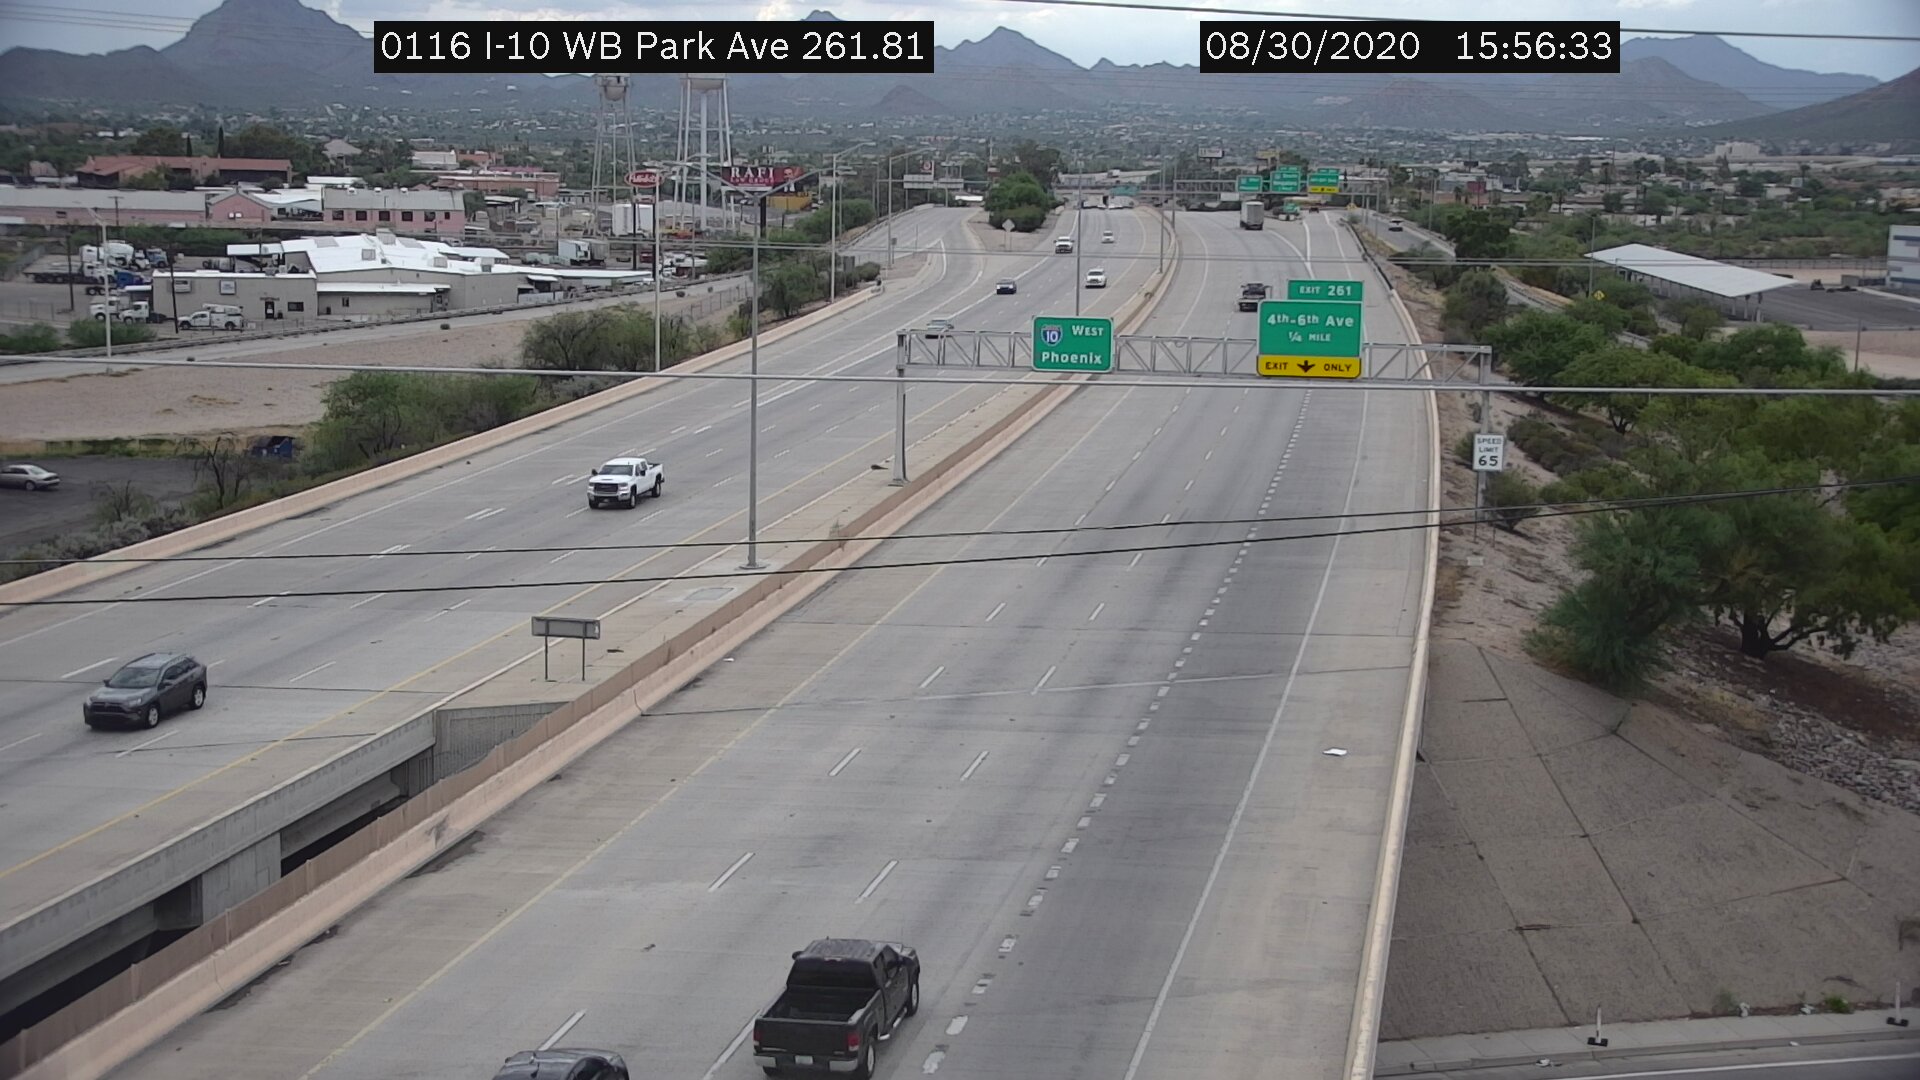 0116 I-10 WB Park Ave 261.81
08/30/2020 15:56:33
RAFI
EXIT 261
10 WEST
Phoenix
4th-6th Ave
1/4 MILE
EXIT ONLY
SPEED
LIMIT
65